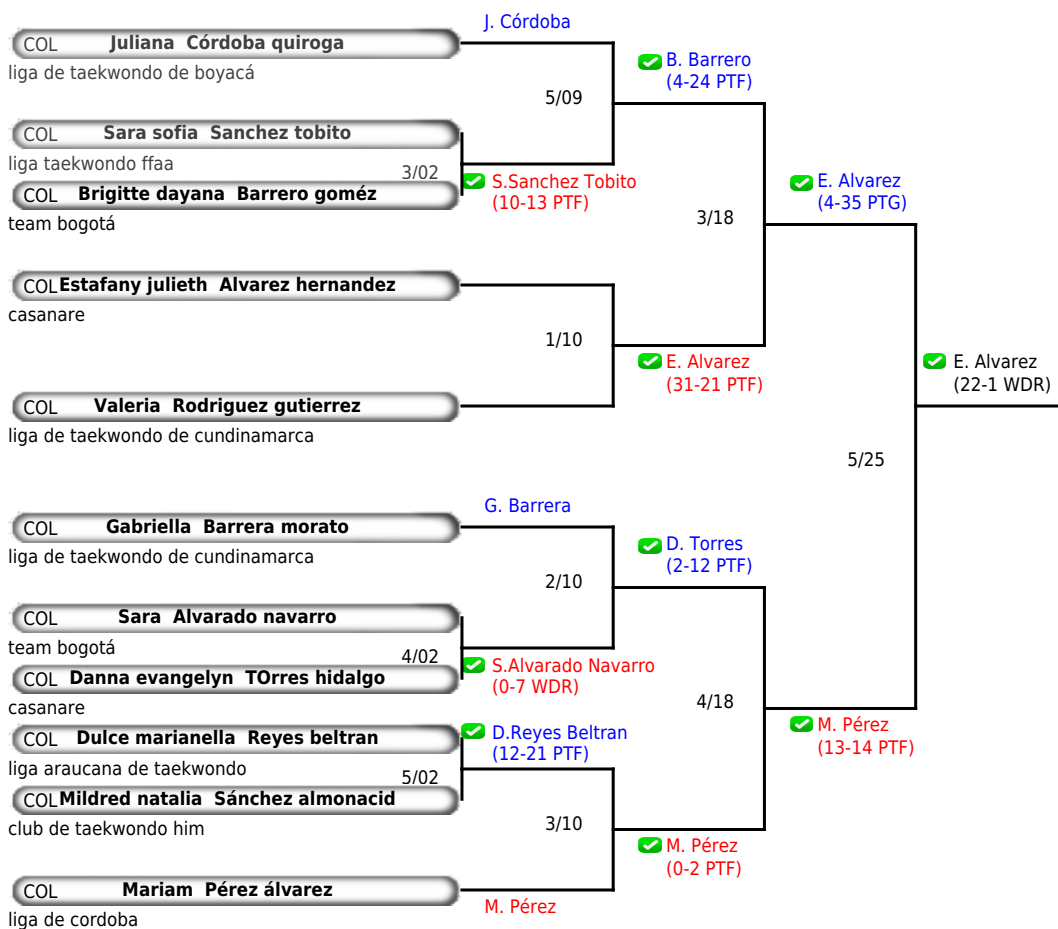 J. Córdoba
COL Juliana Córdoba quiroga
liga de taekwondo de boyacá
B. Barrero
(4-24 PTF)
5/09
COL Sara sofia Sanchez tobito
liga taekwondo ffaa
3/02
S.Sanchez Tobito
(10-13 PTF)
COL Brigitte dayana Barrero goméz
team bogotá
E. Alvarez
(4-35 PTG)
3/18
COL Estafany julieth Alvarez hernandez
casanare
1/10
E. Alvarez
(31-21 PTF)
E. Alvarez
(22-1 WDR)
COL Valeria Rodriguez gutierrez
liga de taekwondo de cundinamarca
5/25
G. Barrera
COL Gabriella Barrera morato
liga de taekwondo de cundinamarca
D. Torres
(2-12 PTF)
2/10
COL Sara Alvarado navarro
team bogotá
4/02
S.Alvarado Navarro
(0-7 WDR)
COL Danna evangelyn TOrres hidalgo
casanare
4/18
COL Dulce marianella Reyes beltran
liga araucana de taekwondo
D.Reyes Beltran
(12-21 PTF)
M. Pérez
(13-14 PTF)
5/02
COL Mildred natalia Sánchez almonacid
club de taekwondo him
3/10
M. Pérez
(0-2 PTF)
COL Mariam Pérez álvarez
liga de cordoba
M. Pérez